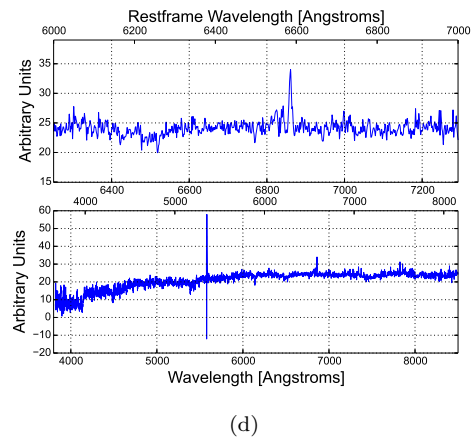 Restframe Wavelength [Angstroms]
6000 6200 6400 6600 6800 7000
Arbitrary Units
35
30
25
20
15
6400 6600 6800 7000 7200
4000 5000 6000 7000 8000
Arbitrary Units
60
50
40
30
20
10
0
−10
−20
4000 5000 6000 7000 8000
Wavelength [Angstroms]
(d)